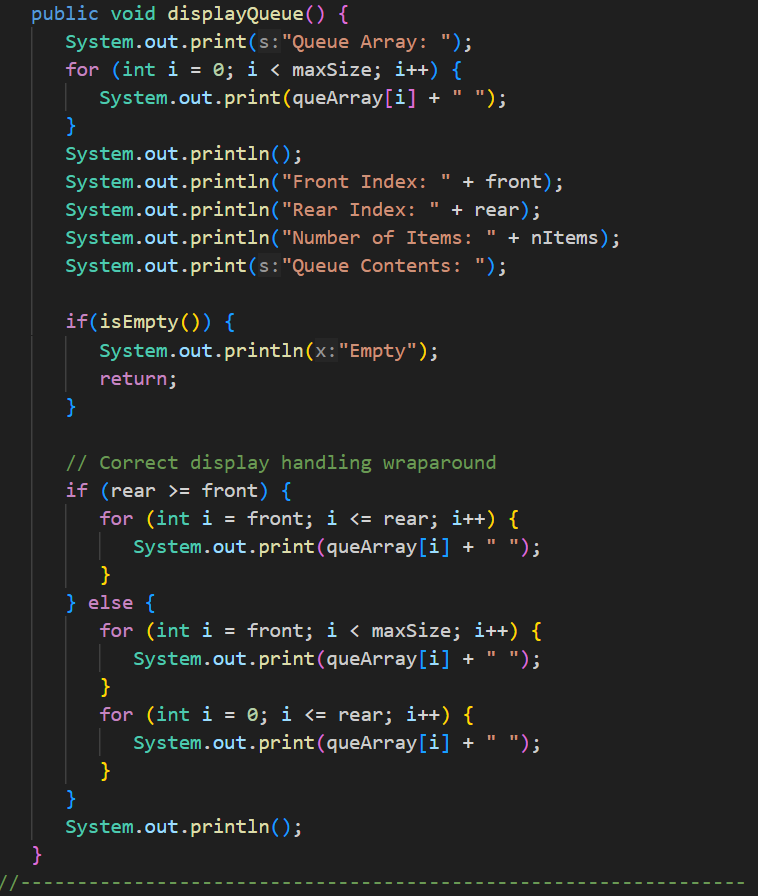 public void displayQueue() {
   System.out.print(s:"Queue Array: ");
   for (int i = 0; i < maxSize; i++) {
      System.out.print(queArray[i] + " ");
   }
   System.out.println();
   System.out.println("Front Index: " + front);
   System.out.println("Rear Index: " + rear);
   System.out.println("Number of Items: " + nItems);
   System.out.print(s:"Queue Contents: ");

   if(isEmpty()) {
      System.out.println(x:"Empty");
      return;
   }

   // Correct display handling wraparound
   if (rear >= front) {
      for (int i = front; i <= rear; i++) {
         System.out.print(queArray[i] + " ");
      }
   } else {
      for (int i = front; i < maxSize; i++) {
         System.out.print(queArray[i] + " ");
      }
      for (int i = 0; i <= rear; i++) {
         System.out.print(queArray[i] + " ");
      }
   }
   System.out.println();
}
//----------------------------------------------------------------